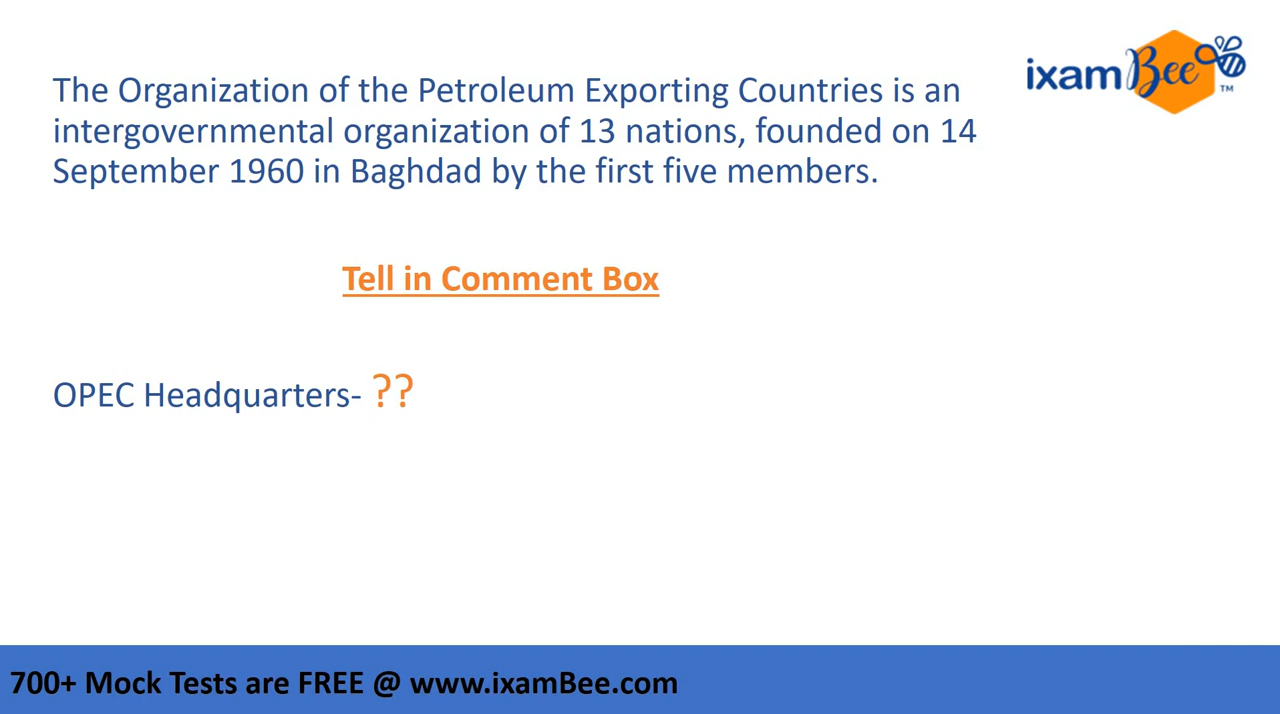 ixamBee™
The Organization of the Petroleum Exporting Countries is an
intergovernmental organization of 13 nations, founded on 14
September 1960 in Baghdad by the first five members.
Tell in Comment Box
OPEC Headquarters- ??
700+ Mock Tests are FREE @ www.ixamBee.com